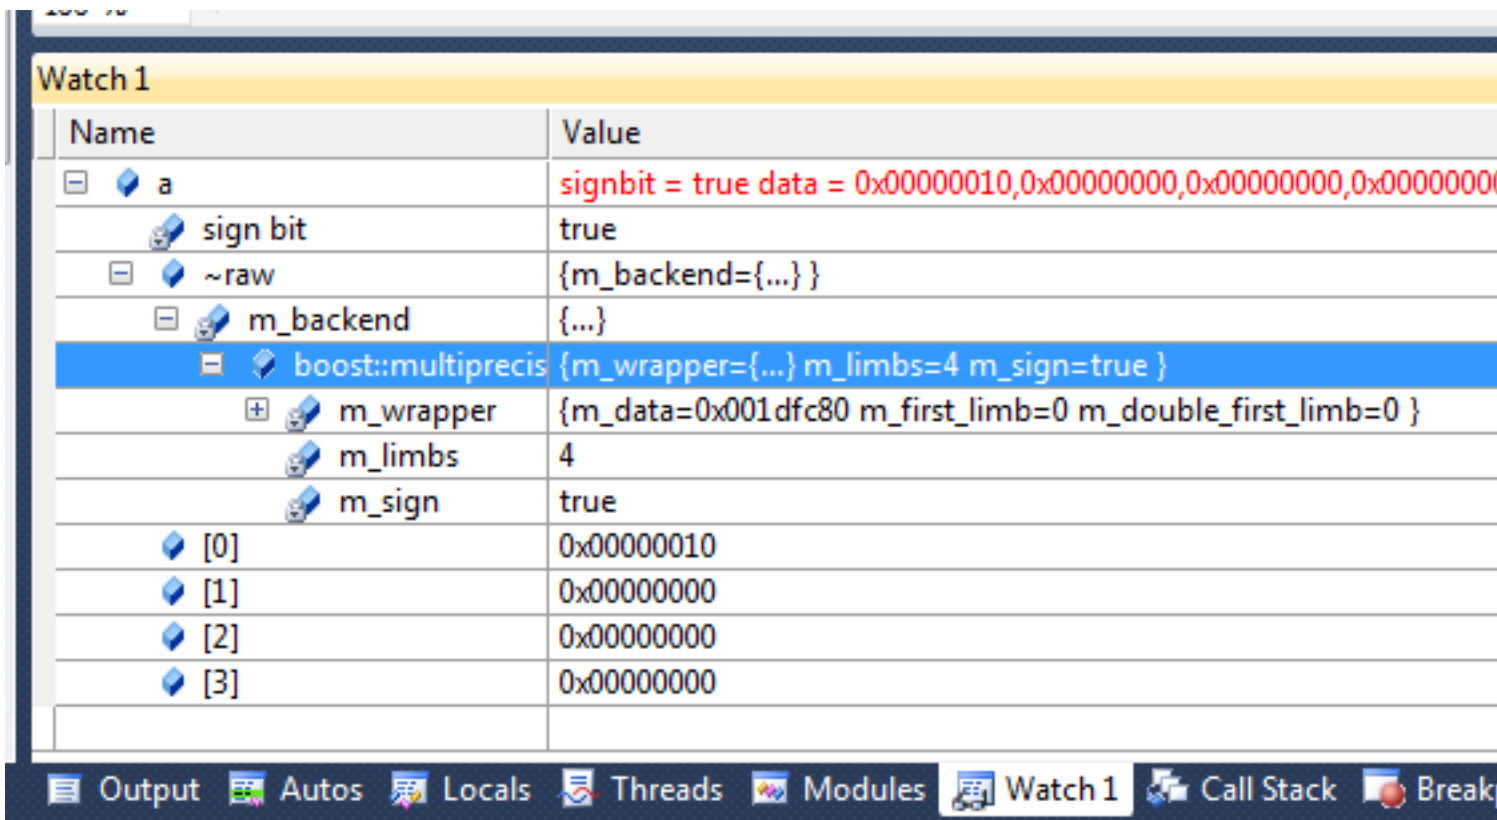 Watch 1
Name Value
a signbit = true data = 0x00000010,0x00000000,0x00000000,0x00000000
sign bit true
~raw {m_backend={...} }
m_backend {...}
boost::multiprecis {m_wrapper={...} m_limbs=4 m_sign=true }
m_wrapper {m_data=0x001dfc80 m_first_limb=0 m_double_first_limb=0 }
m_limbs 4
m_sign true
[0] 0x00000010
[1] 0x00000000
[2] 0x00000000
[3] 0x00000000
Output Autos Locals Threads Modules Watch 1 Call Stack Break